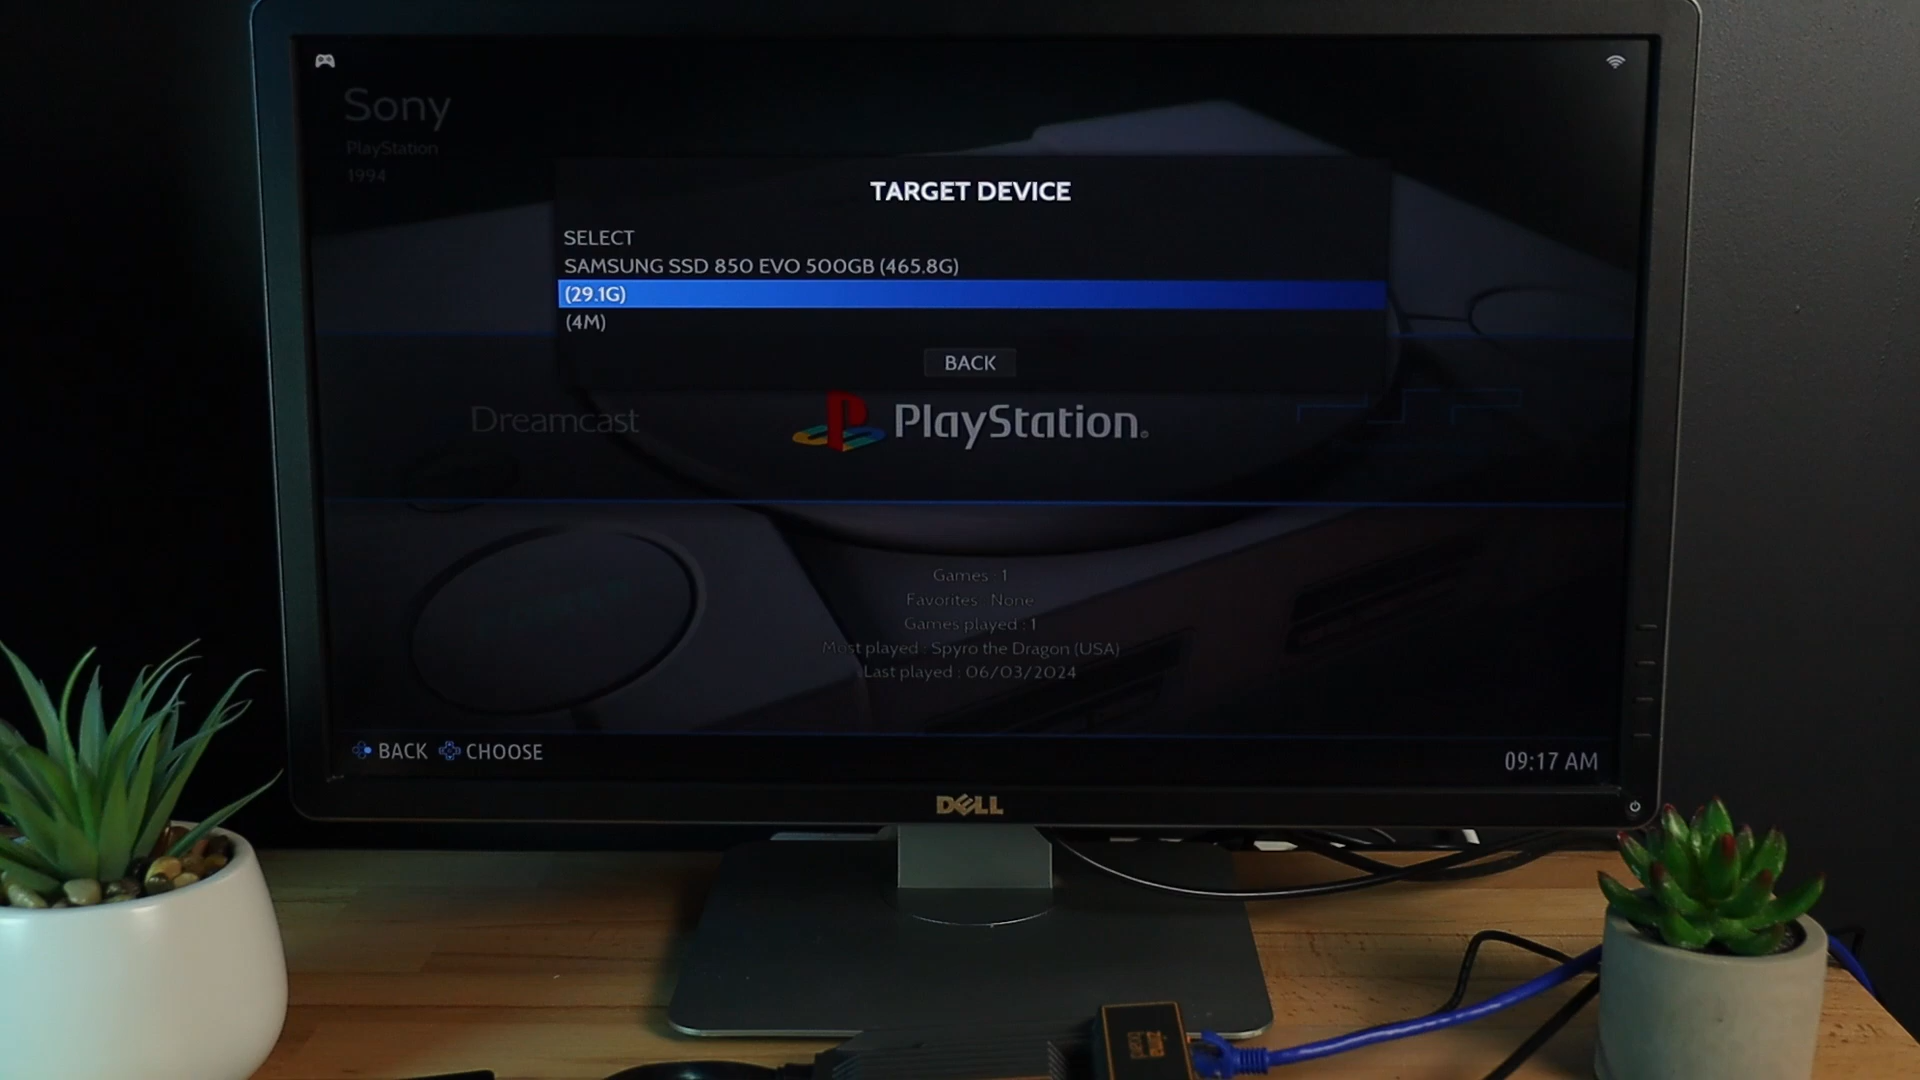 Sony
PlayStation
1994
TARGET DEVICE
SELECT
SAMSUNG SSD 850 EVO 500GB (465.8G)
(29.1G)
(4M)
BACK
Dreamcast
PlayStation
PSP
Games : 1
Favorites : None
Games played : 1
Most played : Spyro the Dragon (USA)
Last played : 06/03/2024
BACK CHOOSE
09:17 AM
DELL